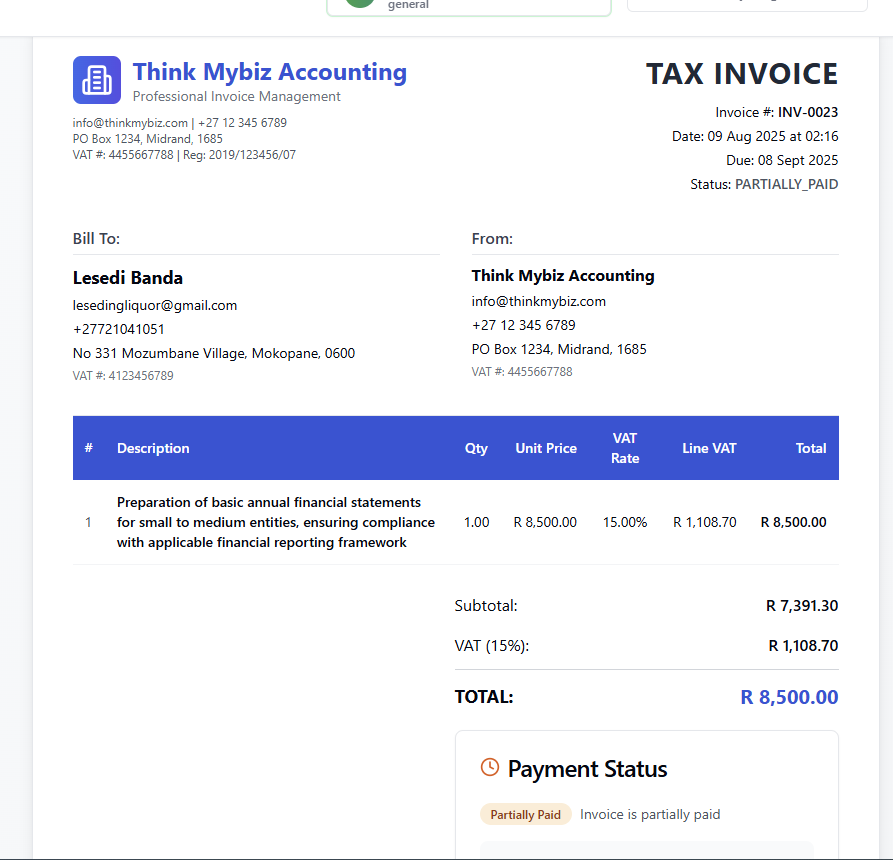 general
Think Mybiz Accounting
Professional Invoice Management
info@thinkmybiz.com | +27 12 345 6789
PO Box 1234, Midrand, 1685
VAT #: 4455667788 | Reg: 2019/123456/07
TAX INVOICE
Invoice #: INV-0023
Date: 09 Aug 2025 at 02:16
Due: 08 Sept 2025
Status: PARTIALLY_PAID
Bill To:
Lesedi Banda
lesedingliquor@gmail.com
+27721041051
No 331 Mozumbane Village, Mokopane, 0600
VAT #: 4123456789
From:
Think Mybiz Accounting
info@thinkmybiz.com
+27 12 345 6789
PO Box 1234, Midrand, 1685
VAT #: 4455667788
# Description Qty Unit Price VAT Rate Line VAT Total
1 Preparation of basic annual financial statements
for small to medium entities, ensuring compliance 1.00 R 8,500.00 15.00% R 1,108.70 R 8,500.00
with applicable financial reporting framework
Subtotal: R 7,391.30
VAT (15%): R 1,108.70
TOTAL: R 8,500.00
Payment Status
Partially Paid Invoice is partially paid